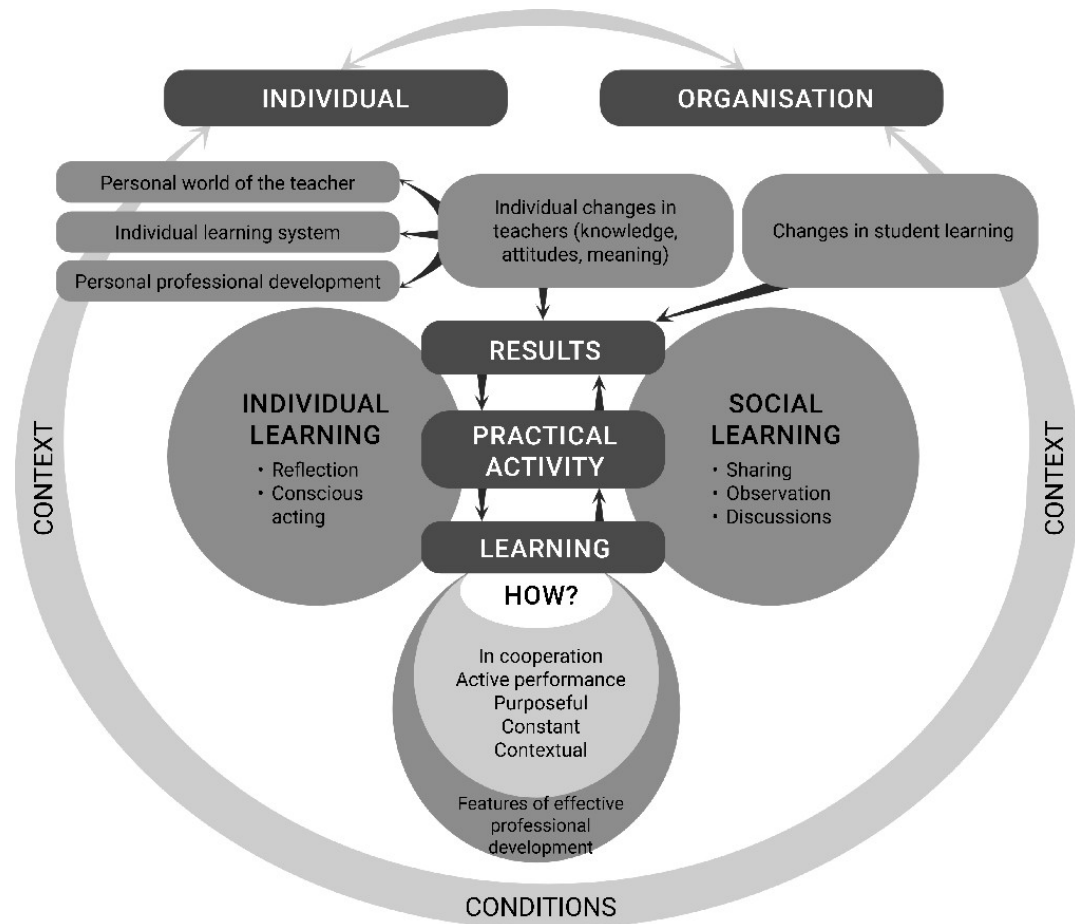 INDIVIDUAL
ORGANISATION
Personal world of the teacher
Individual learning system
Personal professional development
Individual changes in
teachers (knowledge,
attitudes, meaning)
Changes in student learning
RESULTS
INDIVIDUAL
LEARNING
• Reflection
• Conscious
acting
PRACTICAL
ACTIVITY
SOCIAL
LEARNING
• Sharing
• Observation
• Discussions
CONTEXT
CONTEXT
LEARNING
HOW?
In cooperation
Active performance
Purposeful
Constant
Contextual
Features of effective
professional
development
CONDITIONS